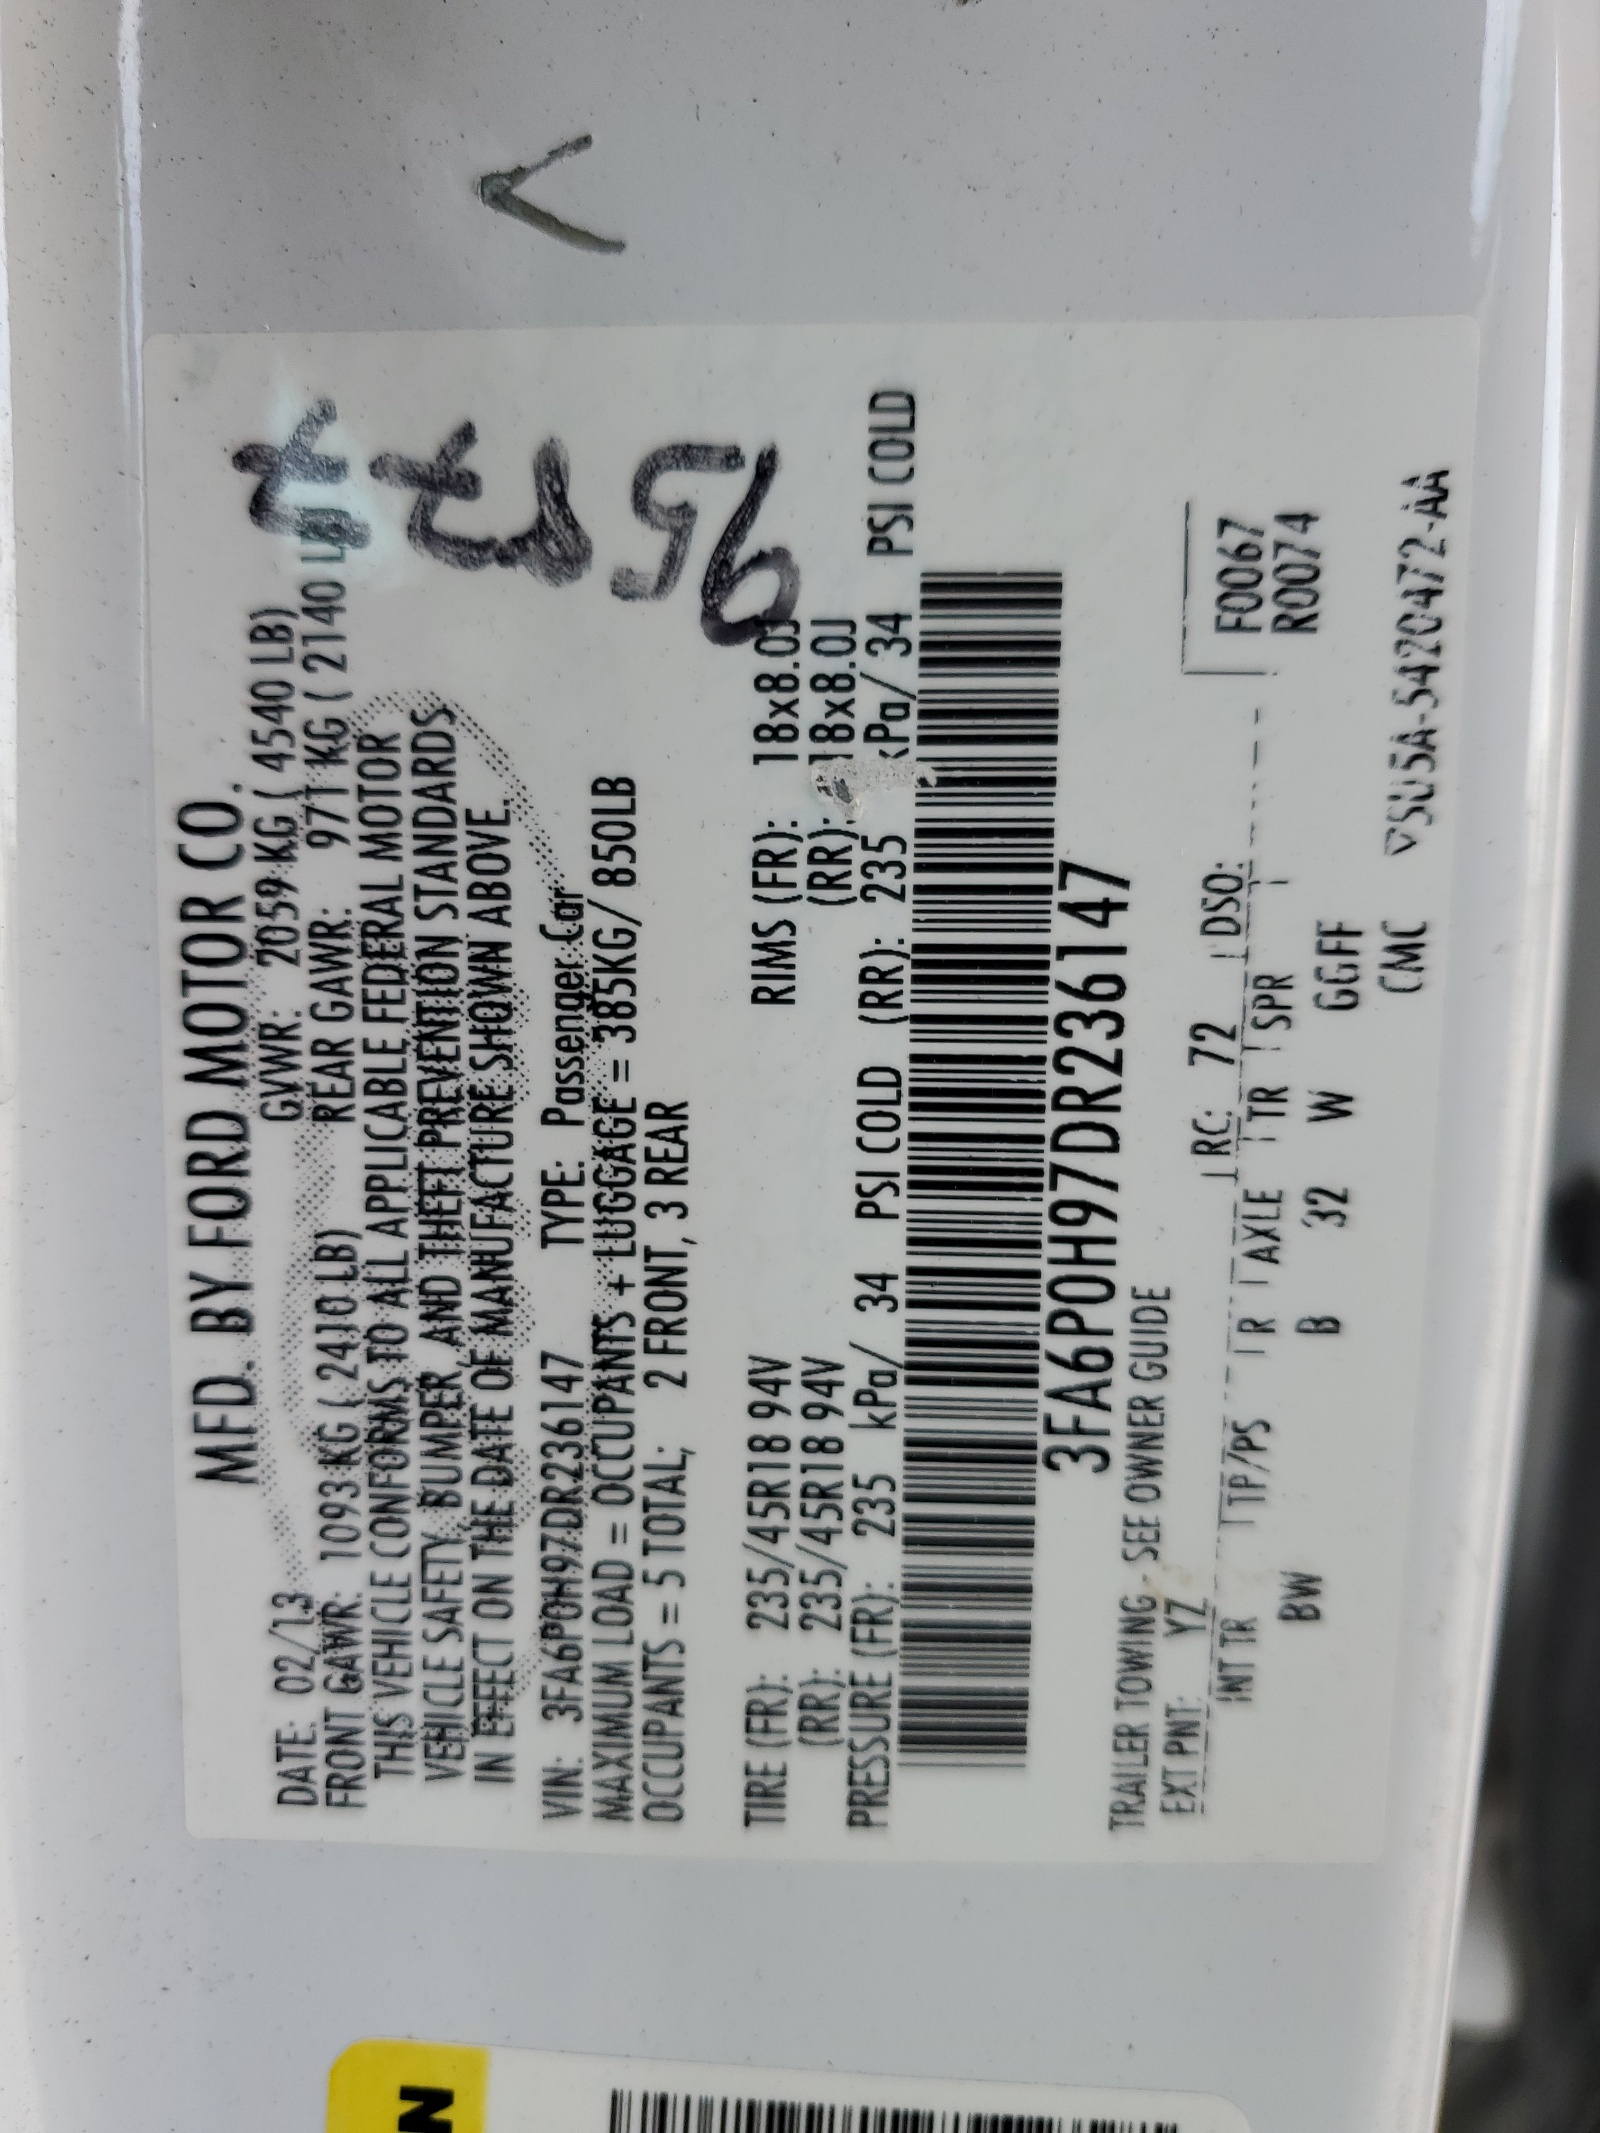 MFD. BY FORD MOTOR CO.
DATE: 02/13 GVWR: 2059 KG ( 4540 LB)
FRONT GAWR: 1093 KG ( 2410 LB) REAR GAWR: 971 KG ( 2140 L
THIS VEHICLE CONFORMS TO ALL APPLICABLE FEDERAL MOTOR
VEHICLE SAFETY, BUMPER, AND THEFT PREVENTION STANDARDS
IN EFFECT ON THE DATE OF MANUFACTURE SHOWN ABOVE.
VIN: 3FA6P0H97DR236147 TYPE: Passenger Car
MAXIMUM LOAD = OCCUPANTS + LUGGAGE = 385KG/ 850LB
OCCUPANTS = 5 TOTAL; 2 FRONT, 3 REAR
TIRE (FR): 235/45R18 94V RIMS (FR): 18x8.0J
(RR): 235/45R18 94V (RR): 18x8.0J
PRESSURE (FR): 235 kPa/ 34 PSI COLD (RR): 235 kPa/ 34 PSI COLD
3FA6P0H97DR236147
TRAILER TOWING - SEE OWNER GUIDE
EXT PNT: YZ RC: 72 DSO:
INT TR TP/PS R AXLE TR SPR F0067
BW B 32 W GGFF R0074
CMC ▽5U5A-5420472-AA
N